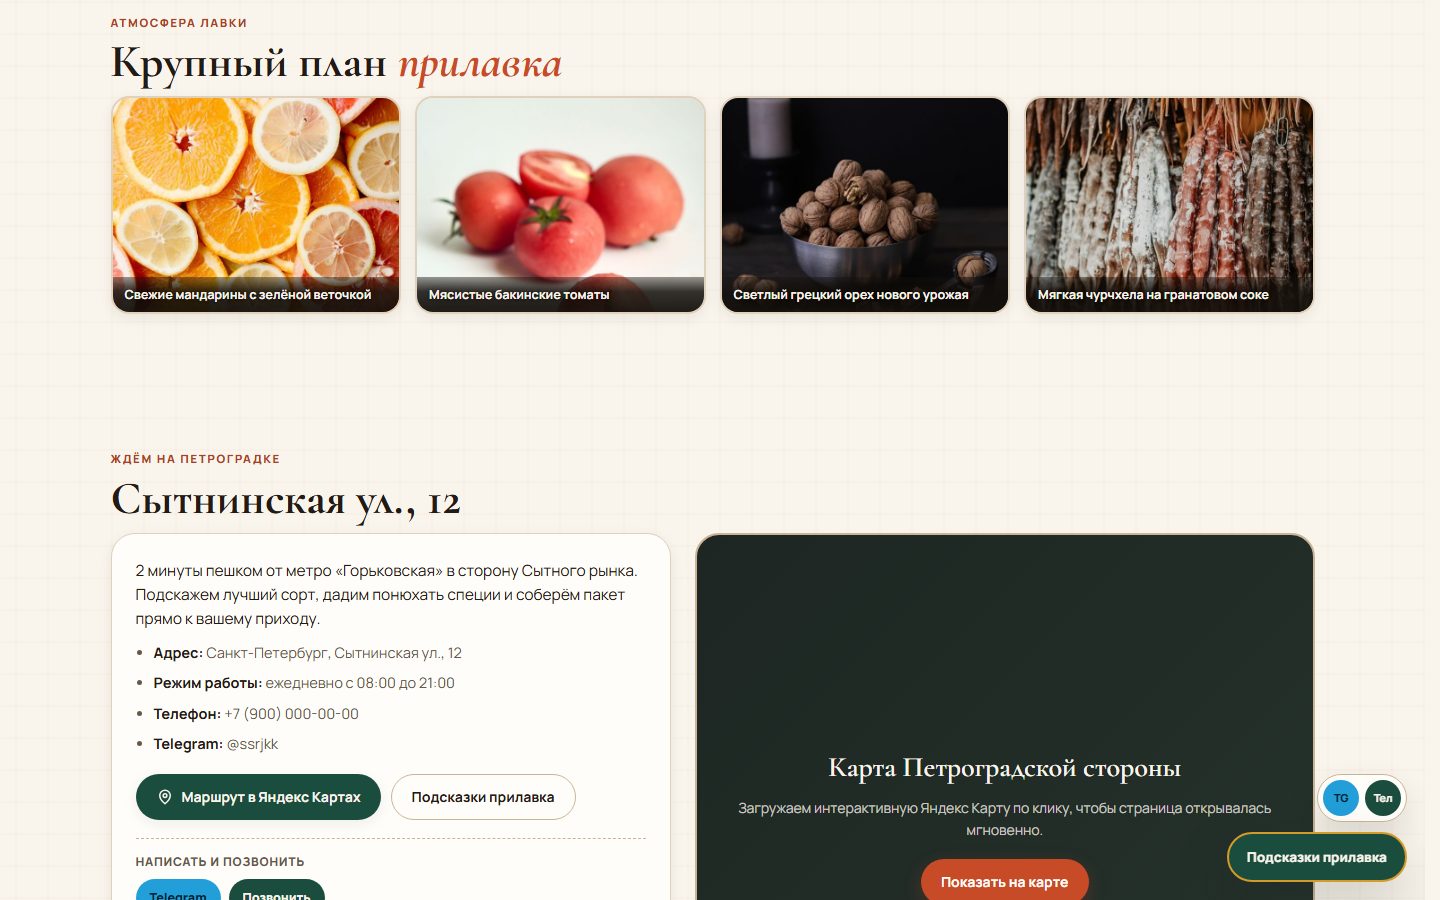 АТМОСФЕРА ЛАВКИ
Крупный план прилавка
Свежие мандарины с зелёной веточкой
Мясистые бакинские томаты
Светлый грецкий орех нового урожая
Мягкая чурчхела на гранатовом соке
ЖДЁМ НА ПЕТРОГРАДКЕ
Сытнинская ул., 12
2 минуты пешком от метро «Горьковская» в сторону Сытного рынка.
Подскажем лучший сорт, дадим понюхать специи и соберём пакет
прямо к вашему приходу.
Адрес: Санкт-Петербург, Сытнинская ул., 12
Режим работы: ежедневно с 08:00 до 21:00
Телефон: +7 (900) 000-00-00
Telegram: @ssrjkk
Маршрут в Яндекс Картах
Подсказки прилавка
НАПИСАТЬ И ПОЗВОНИТЬ
Telegram
Позвонить
Карта Петроградской стороны
Загружаем интерактивную Яндекс Карту по клику, чтобы страница открывалась
мгновенно.
Показать на карте
TG
Тел
Подсказки прилавка